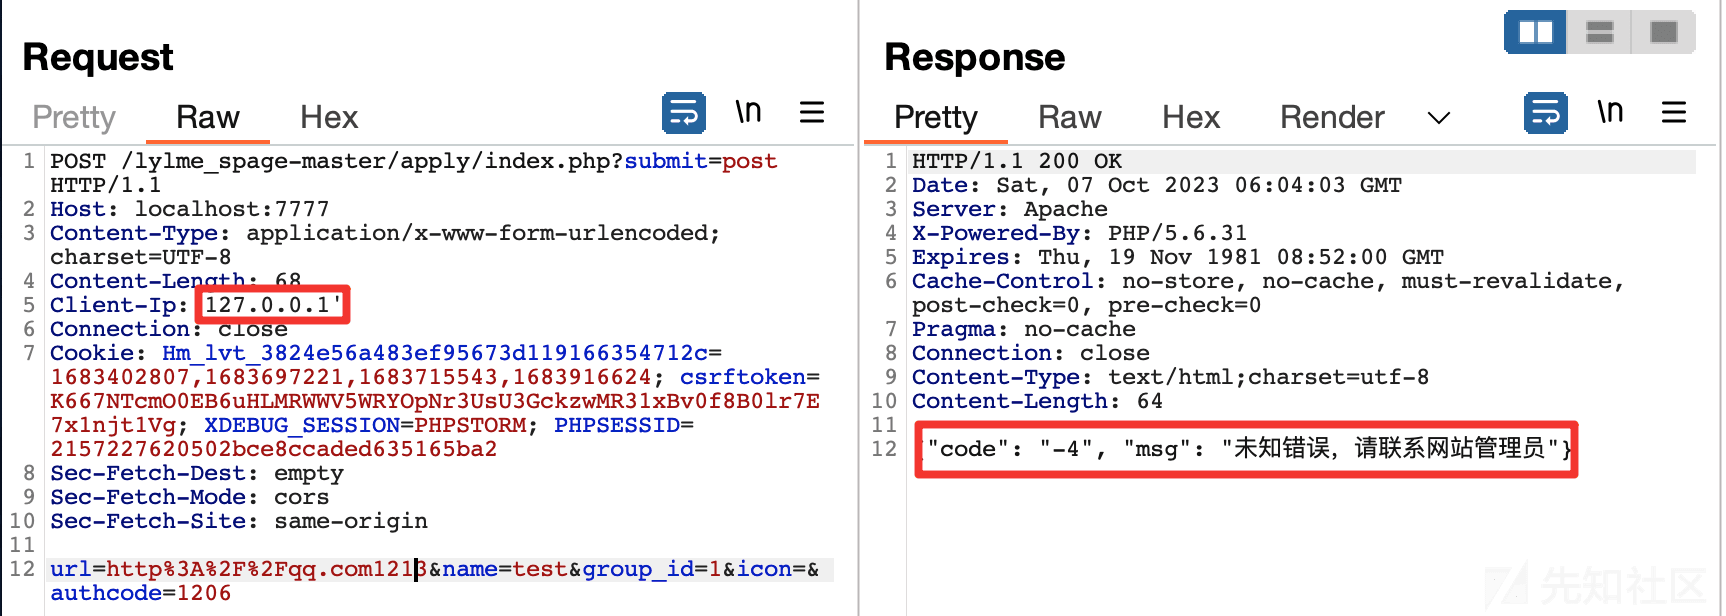 Request
Pretty Raw Hex \n
1 POST /lylme_spage-master/apply/index.php?submit=post
HTTP/1.1
2 Host: localhost:7777
3 Content-Type: application/x-www-form-urlencoded;
charset=UTF-8
4 Content-Length: 68
5 Client-Ip: 127.0.0.1'
6 Connection: close
7 Cookie: Hm_lvt_3824e56a483ef95673d119166354712c=
1683402807,1683697221,1683715543,1683916624; csrftoken=
K667NTcmO0EB6uHLMRWWV5WRYOpNr3UsU3GckzwMR31xBv0f8B0lr7E
7x1njt1Vg; XDEBUG_SESSION=PHPSTORM; PHPSESSID=
2157227620502bce8ccaded635165ba2
8 Sec-Fetch-Dest: empty
9 Sec-Fetch-Mode: cors
10 Sec-Fetch-Site: same-origin
11
12 url=http%3A%2F%2Fqq.com1213&name=test&group_id=1&icon=&
authcode=1206
Response
Pretty Raw Hex Render \n
1 HTTP/1.1 200 OK
2 Date: Sat, 07 Oct 2023 06:04:03 GMT
3 Server: Apache
4 X-Powered-By: PHP/5.6.31
5 Expires: Thu, 19 Nov 1981 08:52:00 GMT
6 Cache-Control: no-store, no-cache, must-revalidate,
post-check=0, pre-check=0
7 Pragma: no-cache
8 Connection: close
9 Content-Type: text/html;charset=utf-8
10 Content-Length: 64
11
12 {"code": "-4", "msg": "未知错误，请联系网站管理员"}
先知社区